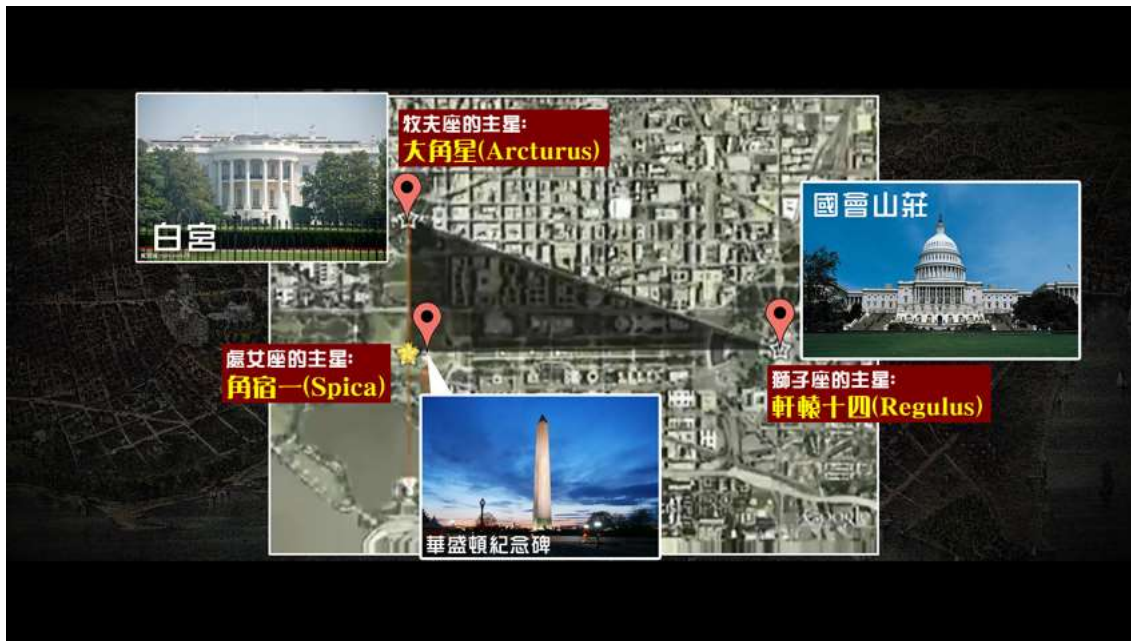 牧夫座的主星:
大角星(Arcturus)
白宮
國會山莊
處女座的主星:
角宿一(Spica)
獅子座的主星:
軒轅十四(Regulus)
華盛頓紀念碑
Google